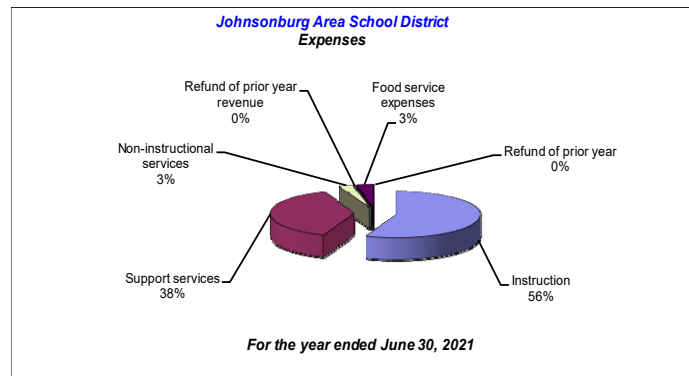 Johnsonburg Area School District
Expenses
Refund of prior year
revenue
0%
Food service
expenses
3%
Non-instructional
services
3%
Refund of prior year
0%
Support services
38%
Instruction
56%
For the year ended June 30, 2021